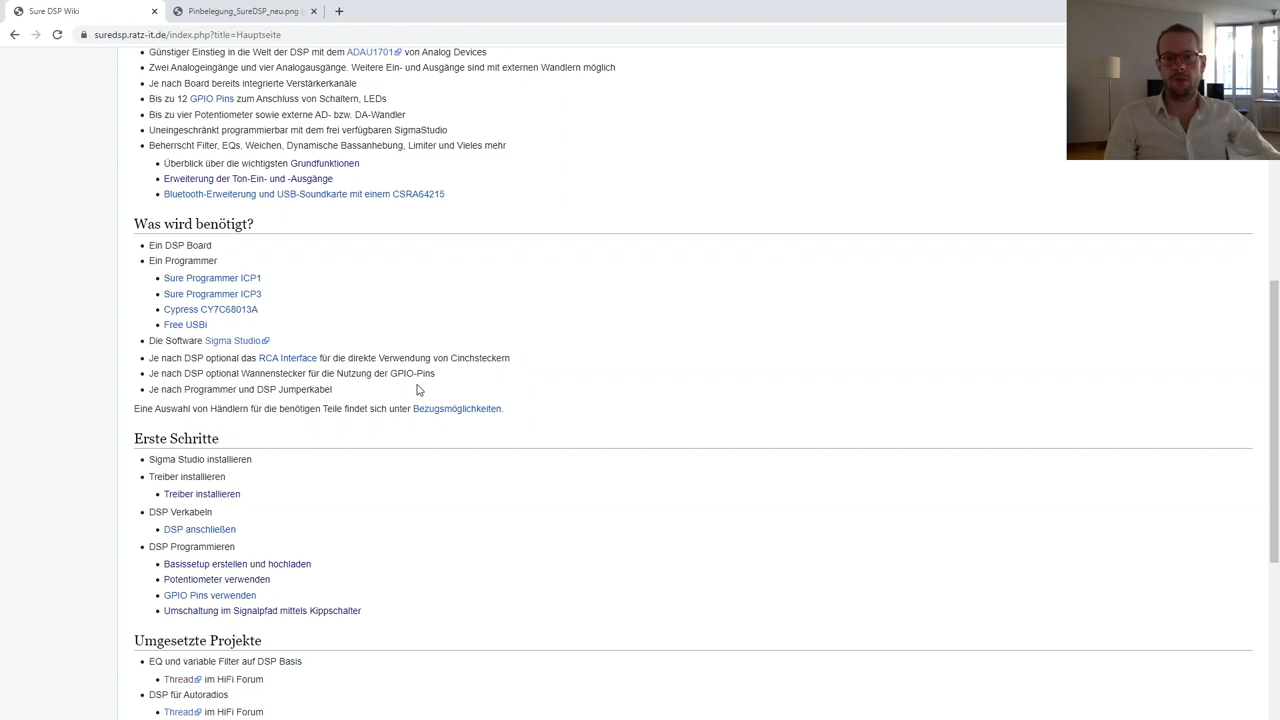 Sure DSP Wiki
Pinbelegung_SureDSP_neu.png (
suredsp.ratz-it.de/index.php?title=Hauptseite
Günstiger Einstieg in die Welt der DSP mit dem ADAU1701 von Analog Devices
Zwei Analogeingänge und vier Analogausgänge. Weitere Ein- und Ausgänge sind mit externen Wandlern möglich
Je nach Board bereits integrierte Verstärkerkanäle
Bis zu 12 GPIO Pins zum Anschluss von Schaltern, LEDs
Bis zu vier Potentiometer sowie externe AD- bzw. DA-Wandler
Uneingeschränkt programmierbar mit dem frei verfügbaren SigmaStudio
Beherrscht Filter, EQs, Weichen, Dynamische Bassanhebung, Limiter und Vieles mehr
Überblick über die wichtigsten Grundfunktionen
Erweiterung der Ton-Ein- und -Ausgänge
Bluetooth-Erweiterung und USB-Soundkarte mit einem CSRA64215
Was wird benötigt?
Ein DSP Board
Ein Programmer
Sure Programmer ICP1
Sure Programmer ICP3
Cypress CY7C68013A
Free USBi
Die Software Sigma Studio
Je nach DSP optional das RCA Interface für die direkte Verwendung von Cinchsteckern
Je nach DSP optional Wannenstecker für die Nutzung der GPIO-Pins
Je nach Programmer und DSP Jumperkabel
Eine Auswahl von Händlern für die benötigen Teile findet sich unter Bezugsmöglichkeiten.
Erste Schritte
Sigma Studio installieren
Treiber installieren
Treiber installieren
DSP Verkabeln
DSP anschließen
DSP Programmieren
Basissetup erstellen und hochladen
Potentiometer verwenden
GPIO Pins verwenden
Umschaltung im Signalpfad mittels Kippschalter
Umgesetzte Projekte
EQ und variable Filter auf DSP Basis
Thread im HiFi Forum
DSP für Autoradios
Thread im HiFi Forum